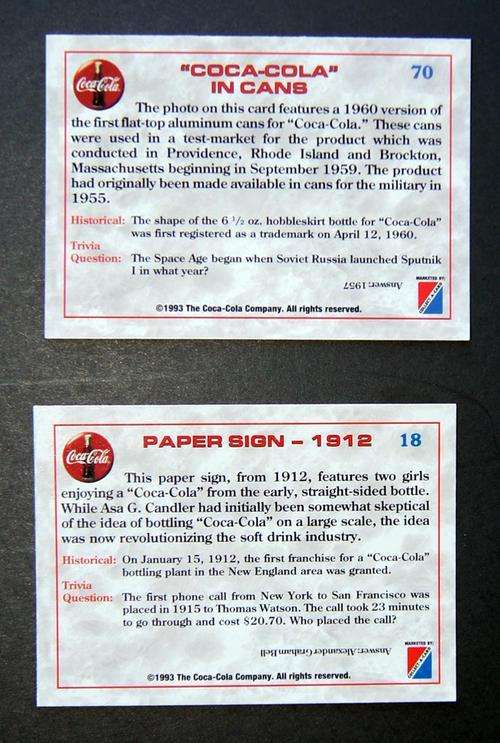 Coca-Cola
"COCA-COLA"
IN CANS
70
The photo on this card features a 1960 version of
the first flat-top aluminum cans for "Coca-Cola." These cans
were used in a test-market for the product which was
conducted in Providence, Rhode Island and Brockton,
Massachusetts beginning in September 1959. The product
had originally been made available in cans for the military in
1955.
Historical: The shape of the 6 1/2 oz. hobbleskirt bottle for "Coca-Cola"
was first registered as a trademark on April 12, 1960.
Trivia
Question: The Space Age began when Soviet Russia launched Sputnik
I in what year?
Answer: 1957
MARKETED BY:
©1993 The Coca-Cola Company. All rights reserved.
Coca-Cola
PAPER SIGN – 1912
18
This paper sign, from 1912, features two girls
enjoying a "Coca-Cola" from the early, straight-sided bottle.
While Asa G. Candler had initially been somewhat skeptical
of the idea of bottling "Coca-Cola" on a large scale, the idea
was now revolutionizing the soft drink industry.
Historical: On January 15, 1912, the first franchise for a "Coca-Cola"
bottling plant in the New England area was granted.
Trivia
Question: The first phone call from New York to San Francisco was
placed in 1915 to Thomas Watson. The call took 23 minutes
to go through and cost $20.70. Who placed the call?
Answer: Alexander Graham Bell
MARKETED BY:
©1993 The Coca-Cola Company. All rights reserved.